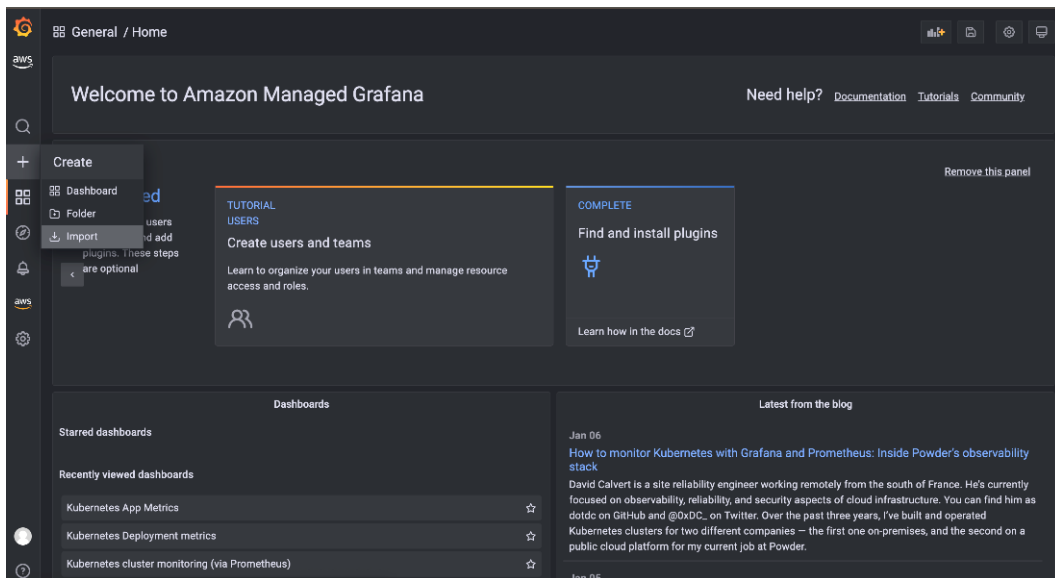 General / Home
aws
Welcome to Amazon Managed Grafana
Need help? Documentation Tutorials Community
Create
Dashboard
Folder
Import
Remove this panel
ed
users
nd add
plugins. These steps
are optional
TUTORIAL
USERS
Create users and teams
Learn to organize your users in teams and manage resource
access and roles.
COMPLETE
Find and install plugins
Learn how in the docs
aws
Dashboards
Starred dashboards
Recently viewed dashboards
Kubernetes App Metrics
Kubernetes Deployment metrics
Kubernetes cluster monitoring (via Prometheus)
Latest from the blog
Jan 06
How to monitor Kubernetes with Grafana and Prometheus: Inside Powder's observability
stack
David Calvert is a site reliability engineer working remotely from the south of France. He's currently
focused on observability, reliability, and security aspects of cloud infrastructure. You can find him as
dotdc on GitHub and @0xDC_ on Twitter. Over the past three years, I've built and operated
Kubernetes clusters for two different companies — the first one on-premises, and the second on a
public cloud platform for my current job at Powder.
Jan 05